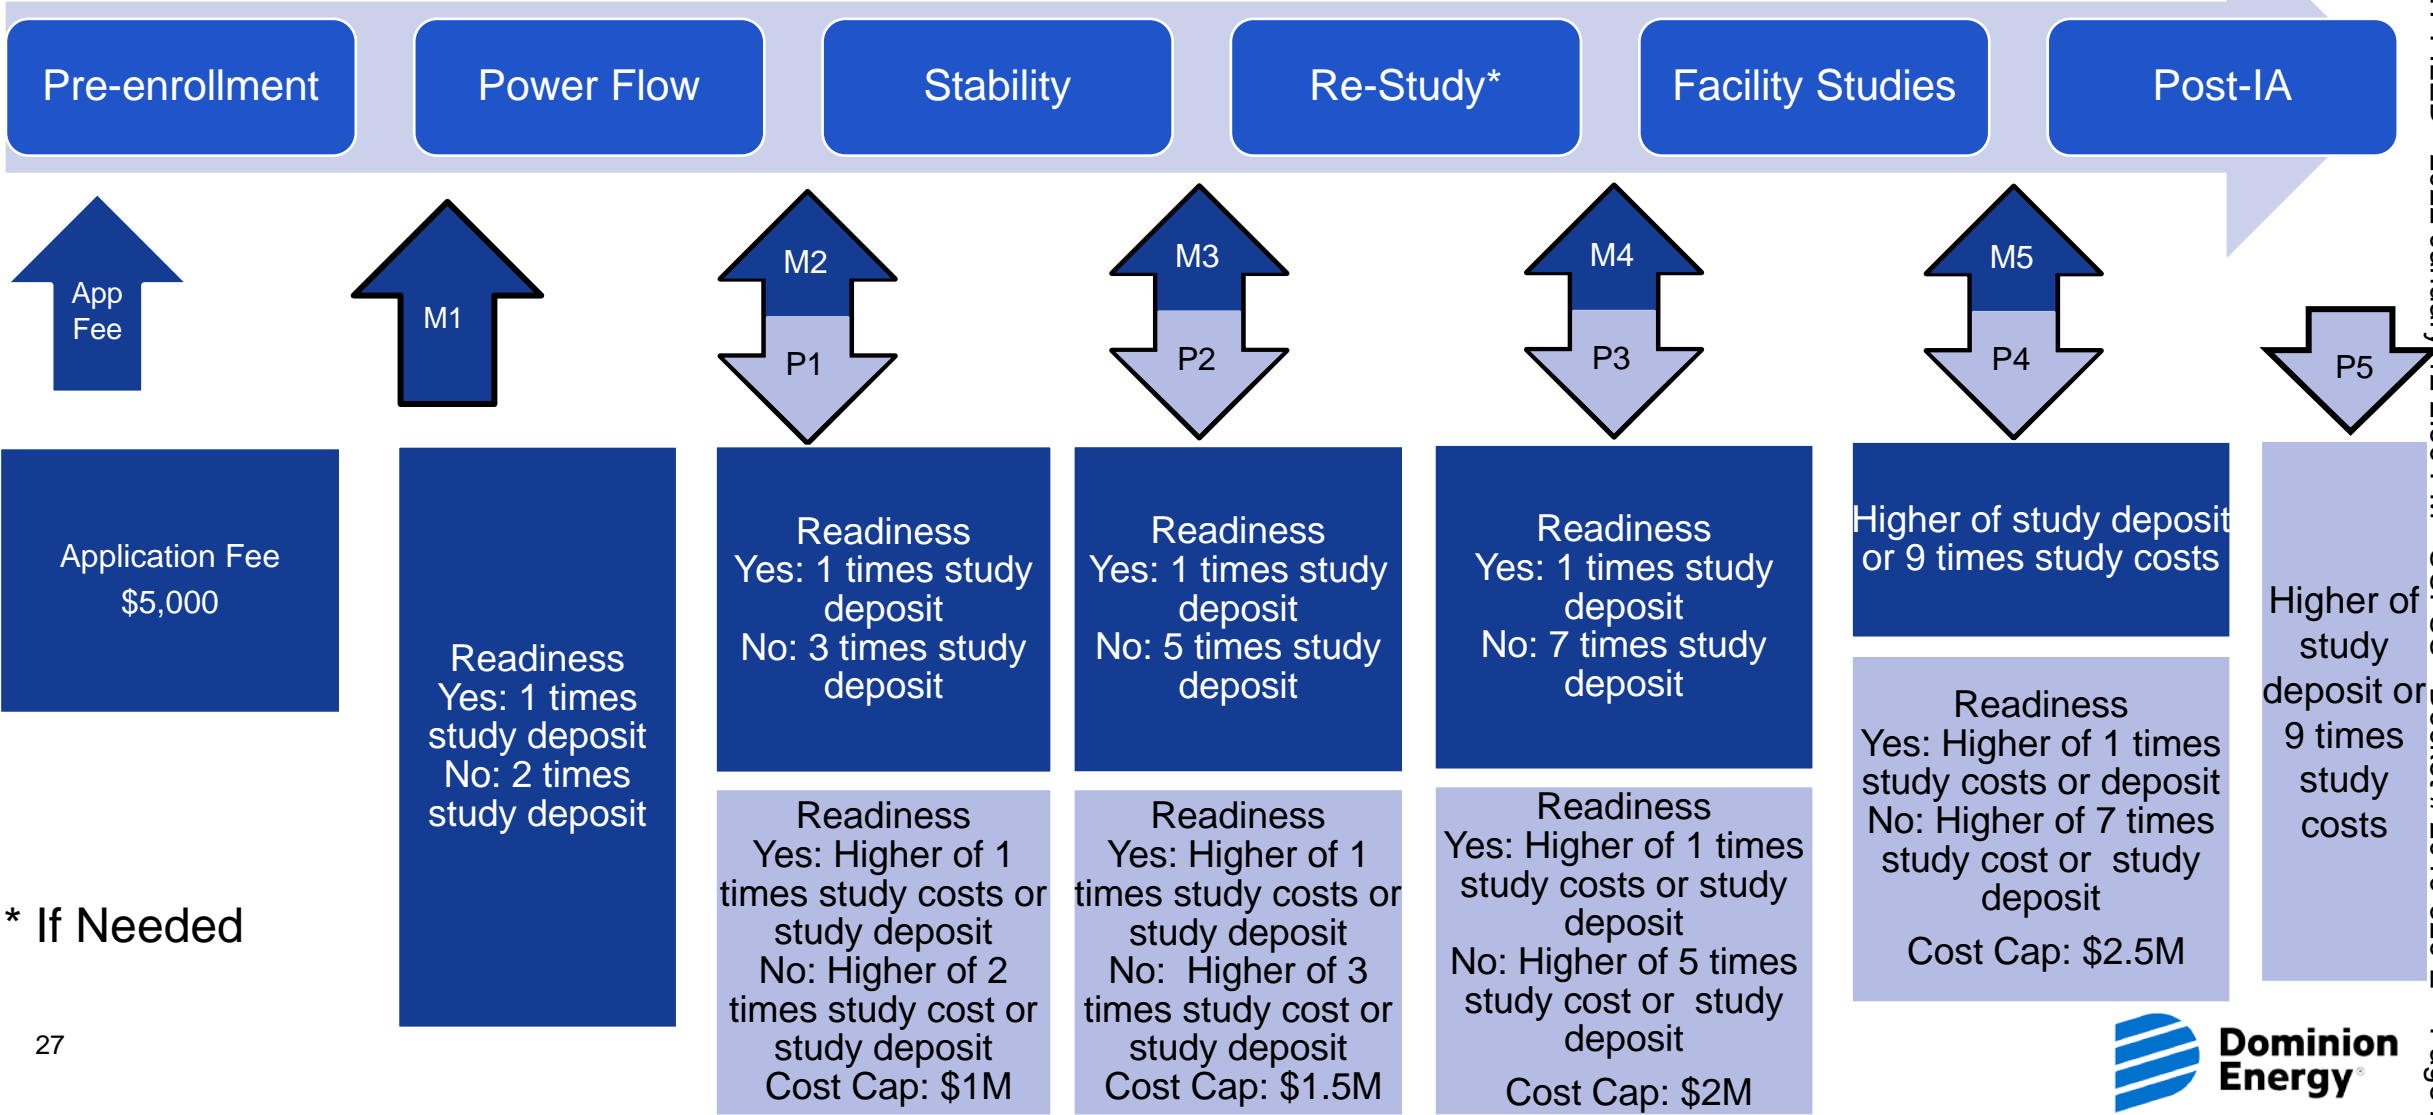 Pre-enrollment
Power Flow
Stability
Re-Study*
Facility Studies
Post-IA
App
Fee
M1
M2
P1
M3
P2
M4
P3
M5
P4
P5
Application Fee
$5,000
Readiness
Yes: 1 times
study deposit
No: 2 times
study deposit
Readiness
Yes: 1 times study
deposit
No: 3 times study
deposit
Readiness
Yes: Higher of 1
times study costs or
study deposit
No: Higher of 2
times study cost or
study deposit
Cost Cap: $1M
Readiness
Yes: 1 times study
deposit
No: 5 times study
deposit
Readiness
Yes: Higher of 1
times study costs or
study deposit
No: Higher of 3
times study cost or
study deposit
Cost Cap: $1.5M
Readiness
Yes: 1 times study
deposit
No: 7 times study
deposit
Readiness
Yes: Higher of 1 times
study costs or study
deposit
No: Higher of 5 times
study cost or study
deposit
Cost Cap: $2M
Higher of study deposit
or 9 times study costs
Readiness
Yes: Higher of 1 times
study costs or deposit
No: Higher of 7 times
study cost or study
deposit
Cost Cap: $2.5M
Higher of
study
deposit or
9 times
study
costs
* If Needed
27
Dominion
Energy®